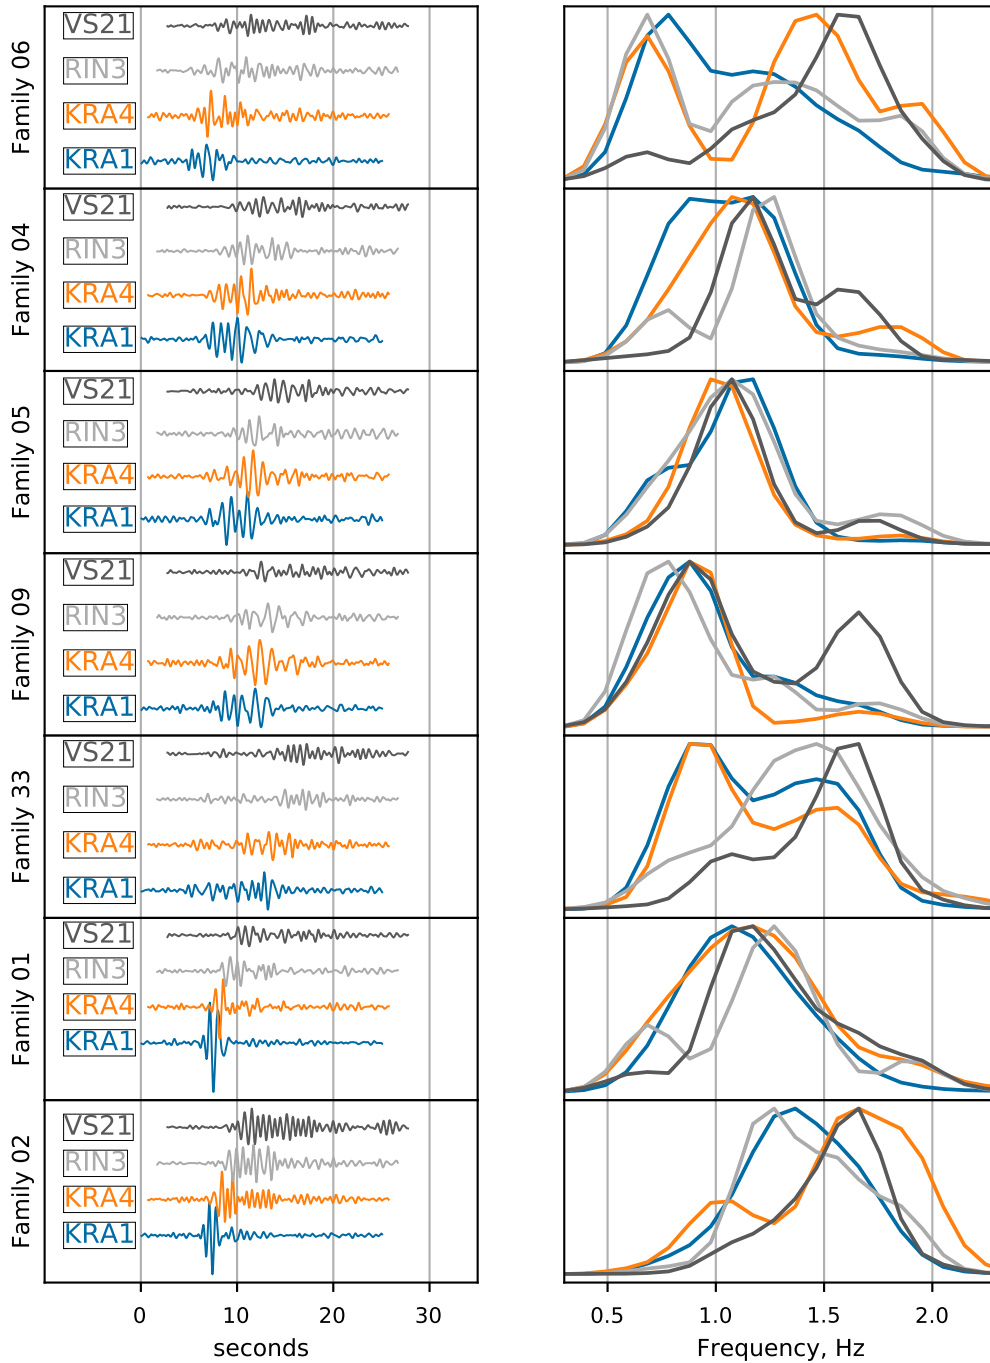 Family 06
VS21
RIN3
KRA4
KRA1
Family 04
VS21
RIN3
KRA4
KRA1
Family 05
VS21
RIN3
KRA4
KRA1
Family 09
VS21
RIN3
KRA4
KRA1
Family 33
VS21
RIN3
KRA4
KRA1
Family 01
VS21
RIN3
KRA4
KRA1
Family 02
VS21
RIN3
KRA4
KRA1
0 10 20 30
seconds
0.5 1.0 1.5 2.0
Frequency, Hz